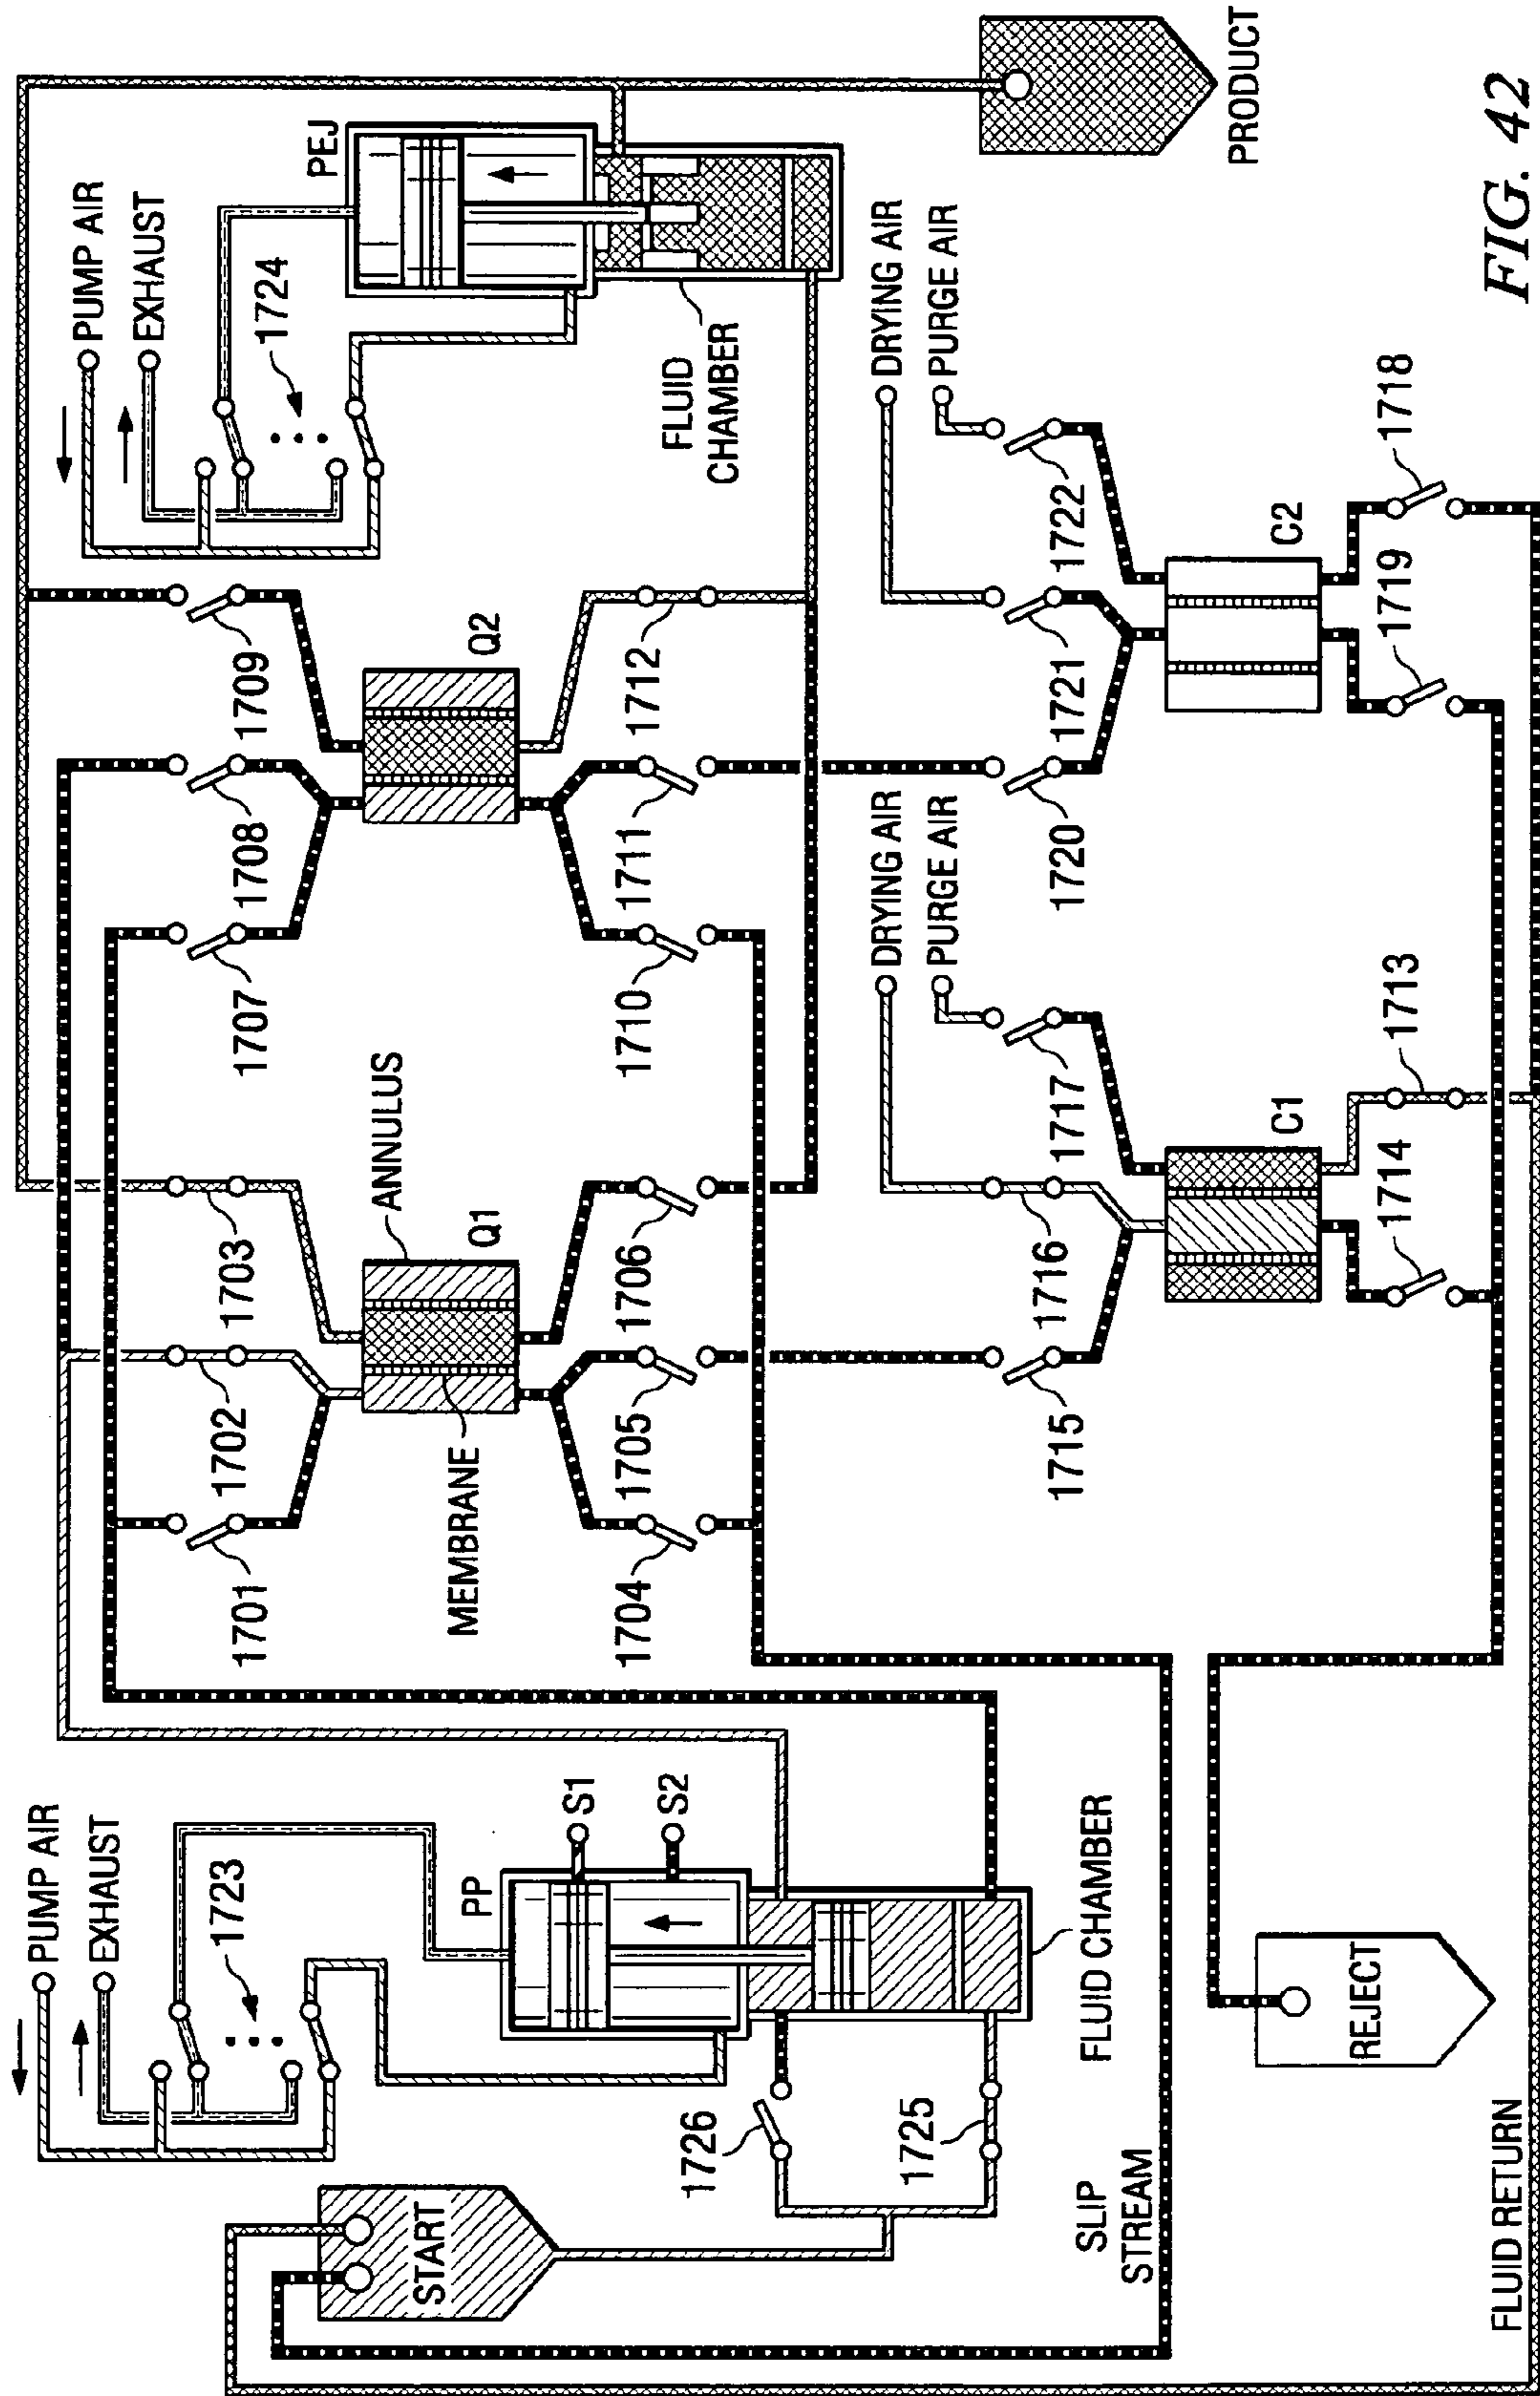 PUMP AIR
EXHAUST
1723
PP
S1
S2
FLUID CHAMBER
1726
1725
START
SLIP
STREAM
REJECT
FLUID RETURN
1701
1702
1703
MEMBRANE
ANNULUS
Q1
1704
1705
1706
1707
1708
1709
Q2
1710
1711
1712
PUMP AIR
EXHAUST
1724
PEJ
FLUID
CHAMBER
PRODUCT
DRYING AIR
PURGE AIR
1715
1716
1717
C1
1714
1713
DRYING AIR
PURGE AIR
1720
1721
1722
C2
1719
1718
FIG. 42